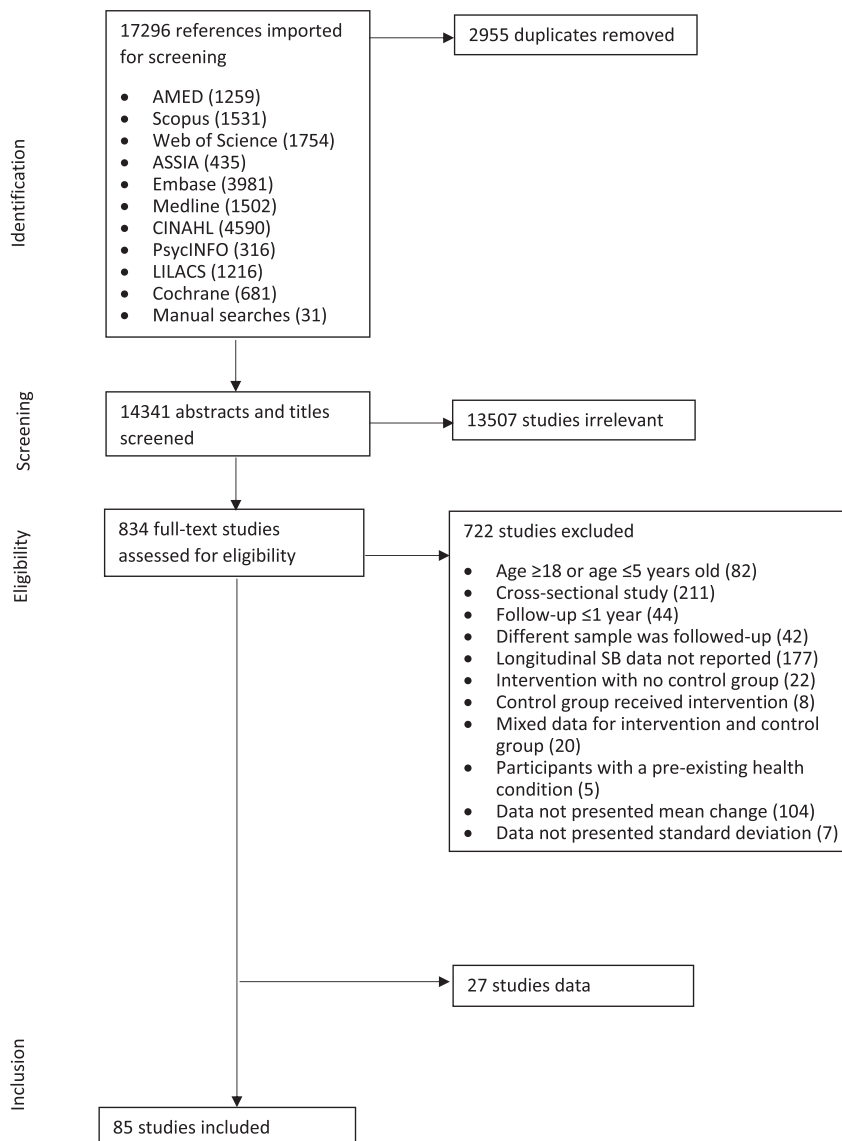 17296 references imported
for screening
• AMED (1259)
• Scopus (1531)
• Web of Science (1754)
• ASSIA (435)
• Embase (3981)
• Medline (1502)
• CINAHL (4590)
• PsycINFO (316)
• LILACS (1216)
• Cochrane (681)
• Manual searches (31)
2955 duplicates removed
Identification
14341 abstracts and titles
screened
13507 studies irrelevant
Screening
834 full-text studies
assessed for eligibility
722 studies excluded
• Age ≥18 or age ≤5 years old (82)
• Cross-sectional study (211)
• Follow-up ≤1 year (44)
• Different sample was followed-up (42)
• Longitudinal SB data not reported (177)
• Intervention with no control group (22)
• Control group received intervention (8)
• Mixed data for intervention and control
group (20)
• Participants with a pre-existing health
condition (5)
• Data not presented mean change (104)
• Data not presented standard deviation (7)
Eligibility
27 studies data
Inclusion
85 studies included